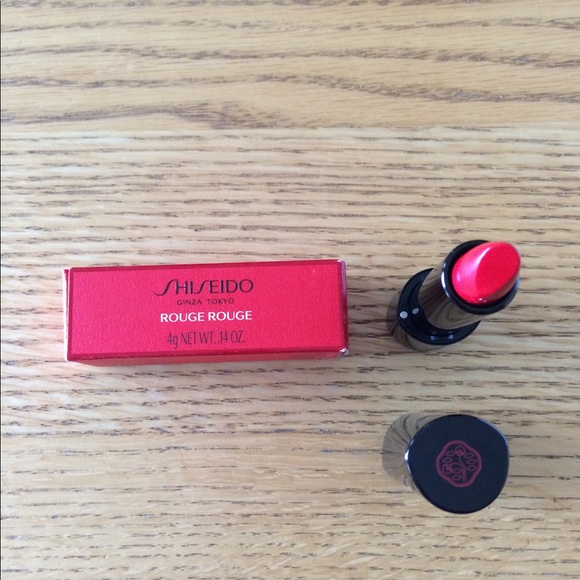 SHISEIDO
GINZA TOKYO
ROUGE ROUGE
4g NET WT. .14 OZ.